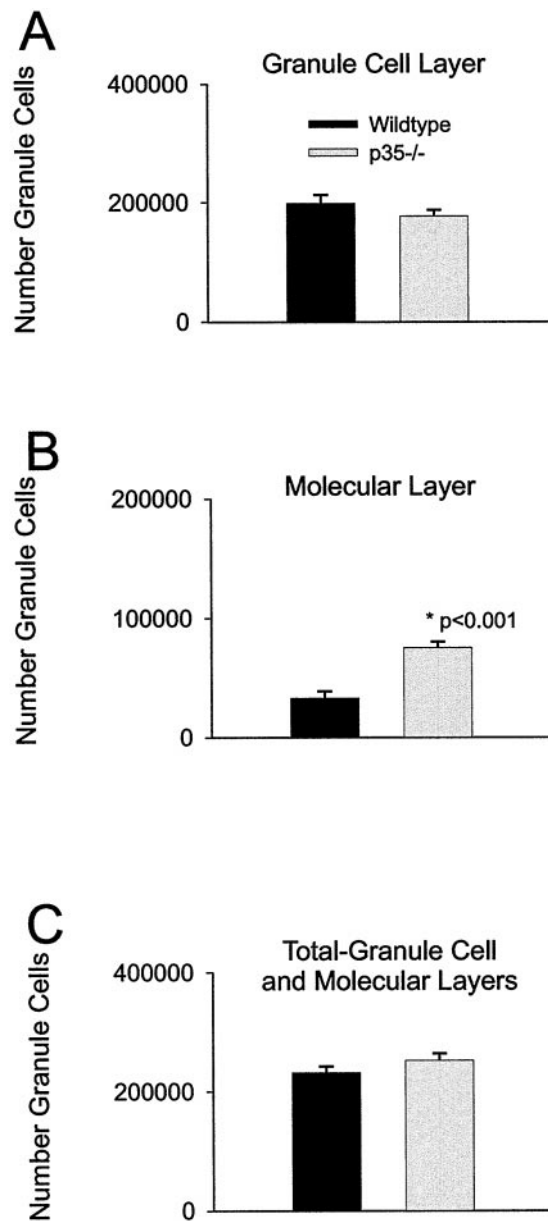 A
Granule Cell Layer
Number Granule Cells
400000
200000
0
Wildtype
p35-/-
B
Molecular Layer
Number Granule Cells
200000
100000
0
* p<0.001
C
Total-Granule Cell
and Molecular Layers
Number Granule Cells
400000
200000
0